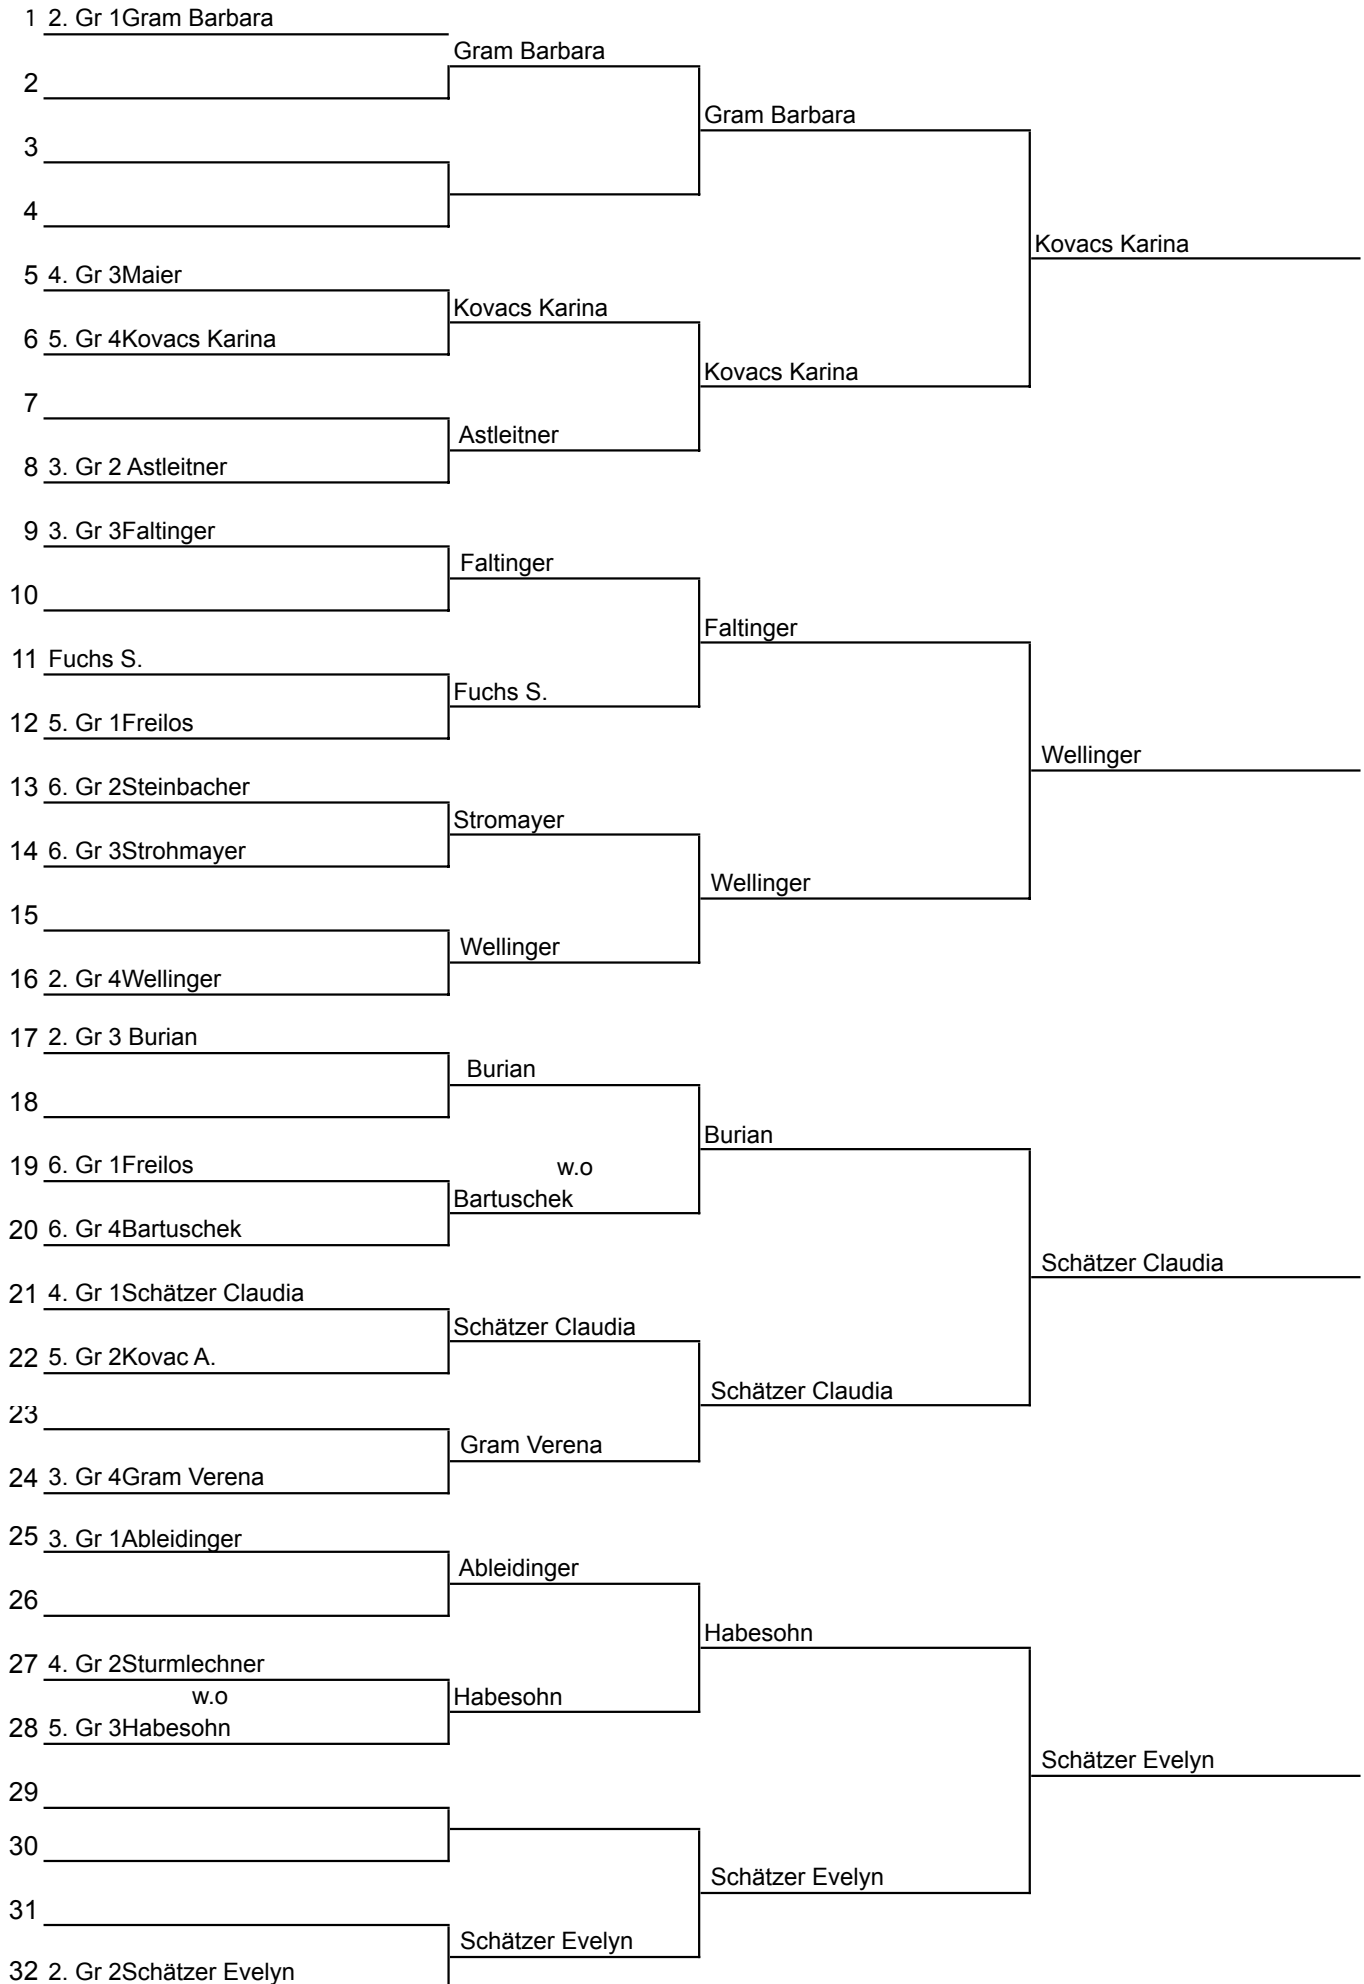 1 2. Gr 1Gram Barbara
Gram Barbara
2
Gram Barbara
3
4
Kovacs Karina
5 4. Gr 3Maier
Kovacs Karina
6 5. Gr 4Kovacs Karina
Kovacs Karina
7
Astleitner
8 3. Gr 2 Astleitner
9 3. Gr 3Faltinger
Faltinger
10
Faltinger
11 Fuchs S.
Fuchs S.
12 5. Gr 1Freilos
Wellinger
13 6. Gr 2Steinbacher
Stromayer
14 6. Gr 3Strohmayer
Wellinger
15
Wellinger
16 2. Gr 4Wellinger
17 2. Gr 3 Burian
Burian
18
Burian
19 6. Gr 1Freilos
w.o
Bartuschek
20 6. Gr 4Bartuschek
Schätzer Claudia
21 4. Gr 1Schätzer Claudia
Schätzer Claudia
22 5. Gr 2Kovac A.
Schätzer Claudia
23
Gram Verena
24 3. Gr 4Gram Verena
25 3. Gr 1Ableidinger
Ableidinger
26
Habesohn
27 4. Gr 2Sturmlechner
w.o
Habesohn
28 5. Gr 3Habesohn
Schätzer Evelyn
29
30
Schätzer Evelyn
31
Schätzer Evelyn
32 2. Gr 2Schätzer Evelyn